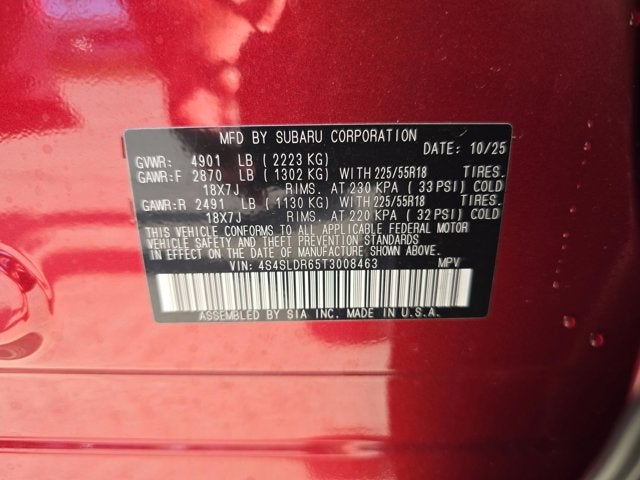 MFD BY SUBARU CORPORATION
DATE: 10/25
GVWR: 4901 LB (2223 KG)
GAWR:F 2870 LB (1302 KG) WITH 225/55R18 TIRES.
18X7J RIMS. AT 230 KPA (33 PSI) COLD
GAWR:R 2491 LB (1130 KG) WITH 225/55R18 TIRES.
18X7J RIMS. AT 220 KPA (32 PSI) COLD
THIS VEHICLE CONFORMS TO ALL APPLICABLE FEDERAL MOTOR
VEHICLE SAFETY AND THEFT PREVENTION STANDARDS
IN EFFECT ON THE DATE OF MANUFACTURE SHOWN ABOVE.
VIN: 4S4SLDR65T3008463 MPV
ASSEMBLED BY SIA INC. MADE IN U.S.A.